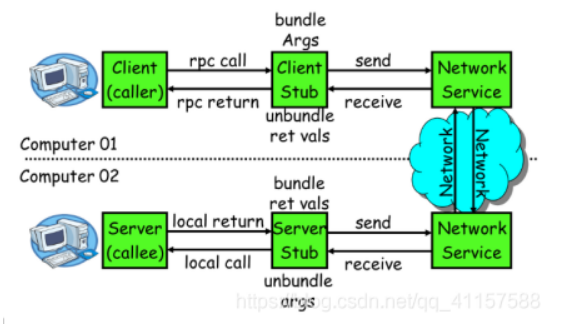 bundle
Args
Client
(caller)
rpc call
rpc return
Client
Stub
send
receive
Network
Service
unbundle
ret vals
Computer 01
Network
Network
Computer 02
bundle
ret vals
Server
(callee)
local return
local call
Server
Stub
send
receive
Network
Service
unbundle
args
https://blog.csdn.net/qq_41157588